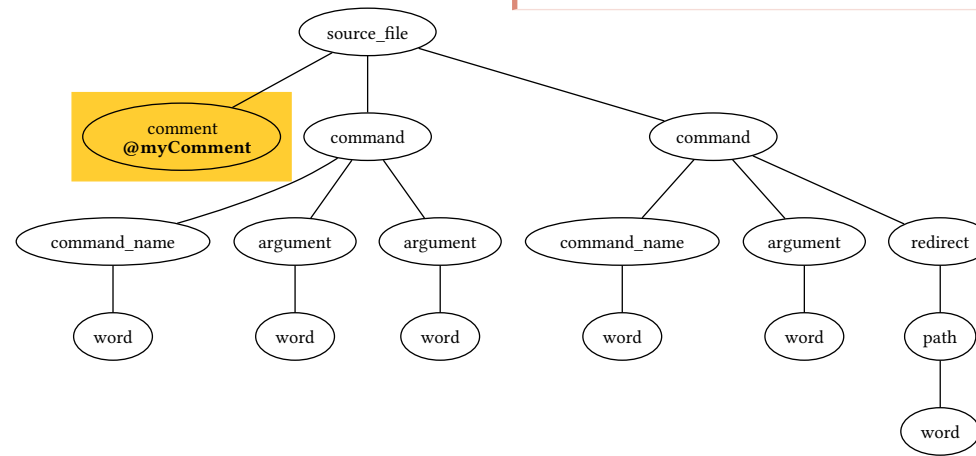 source_file
comment
@myComment
command
command
command_name
argument
argument
command_name
argument
redirect
word
word
word
word
word
path
word